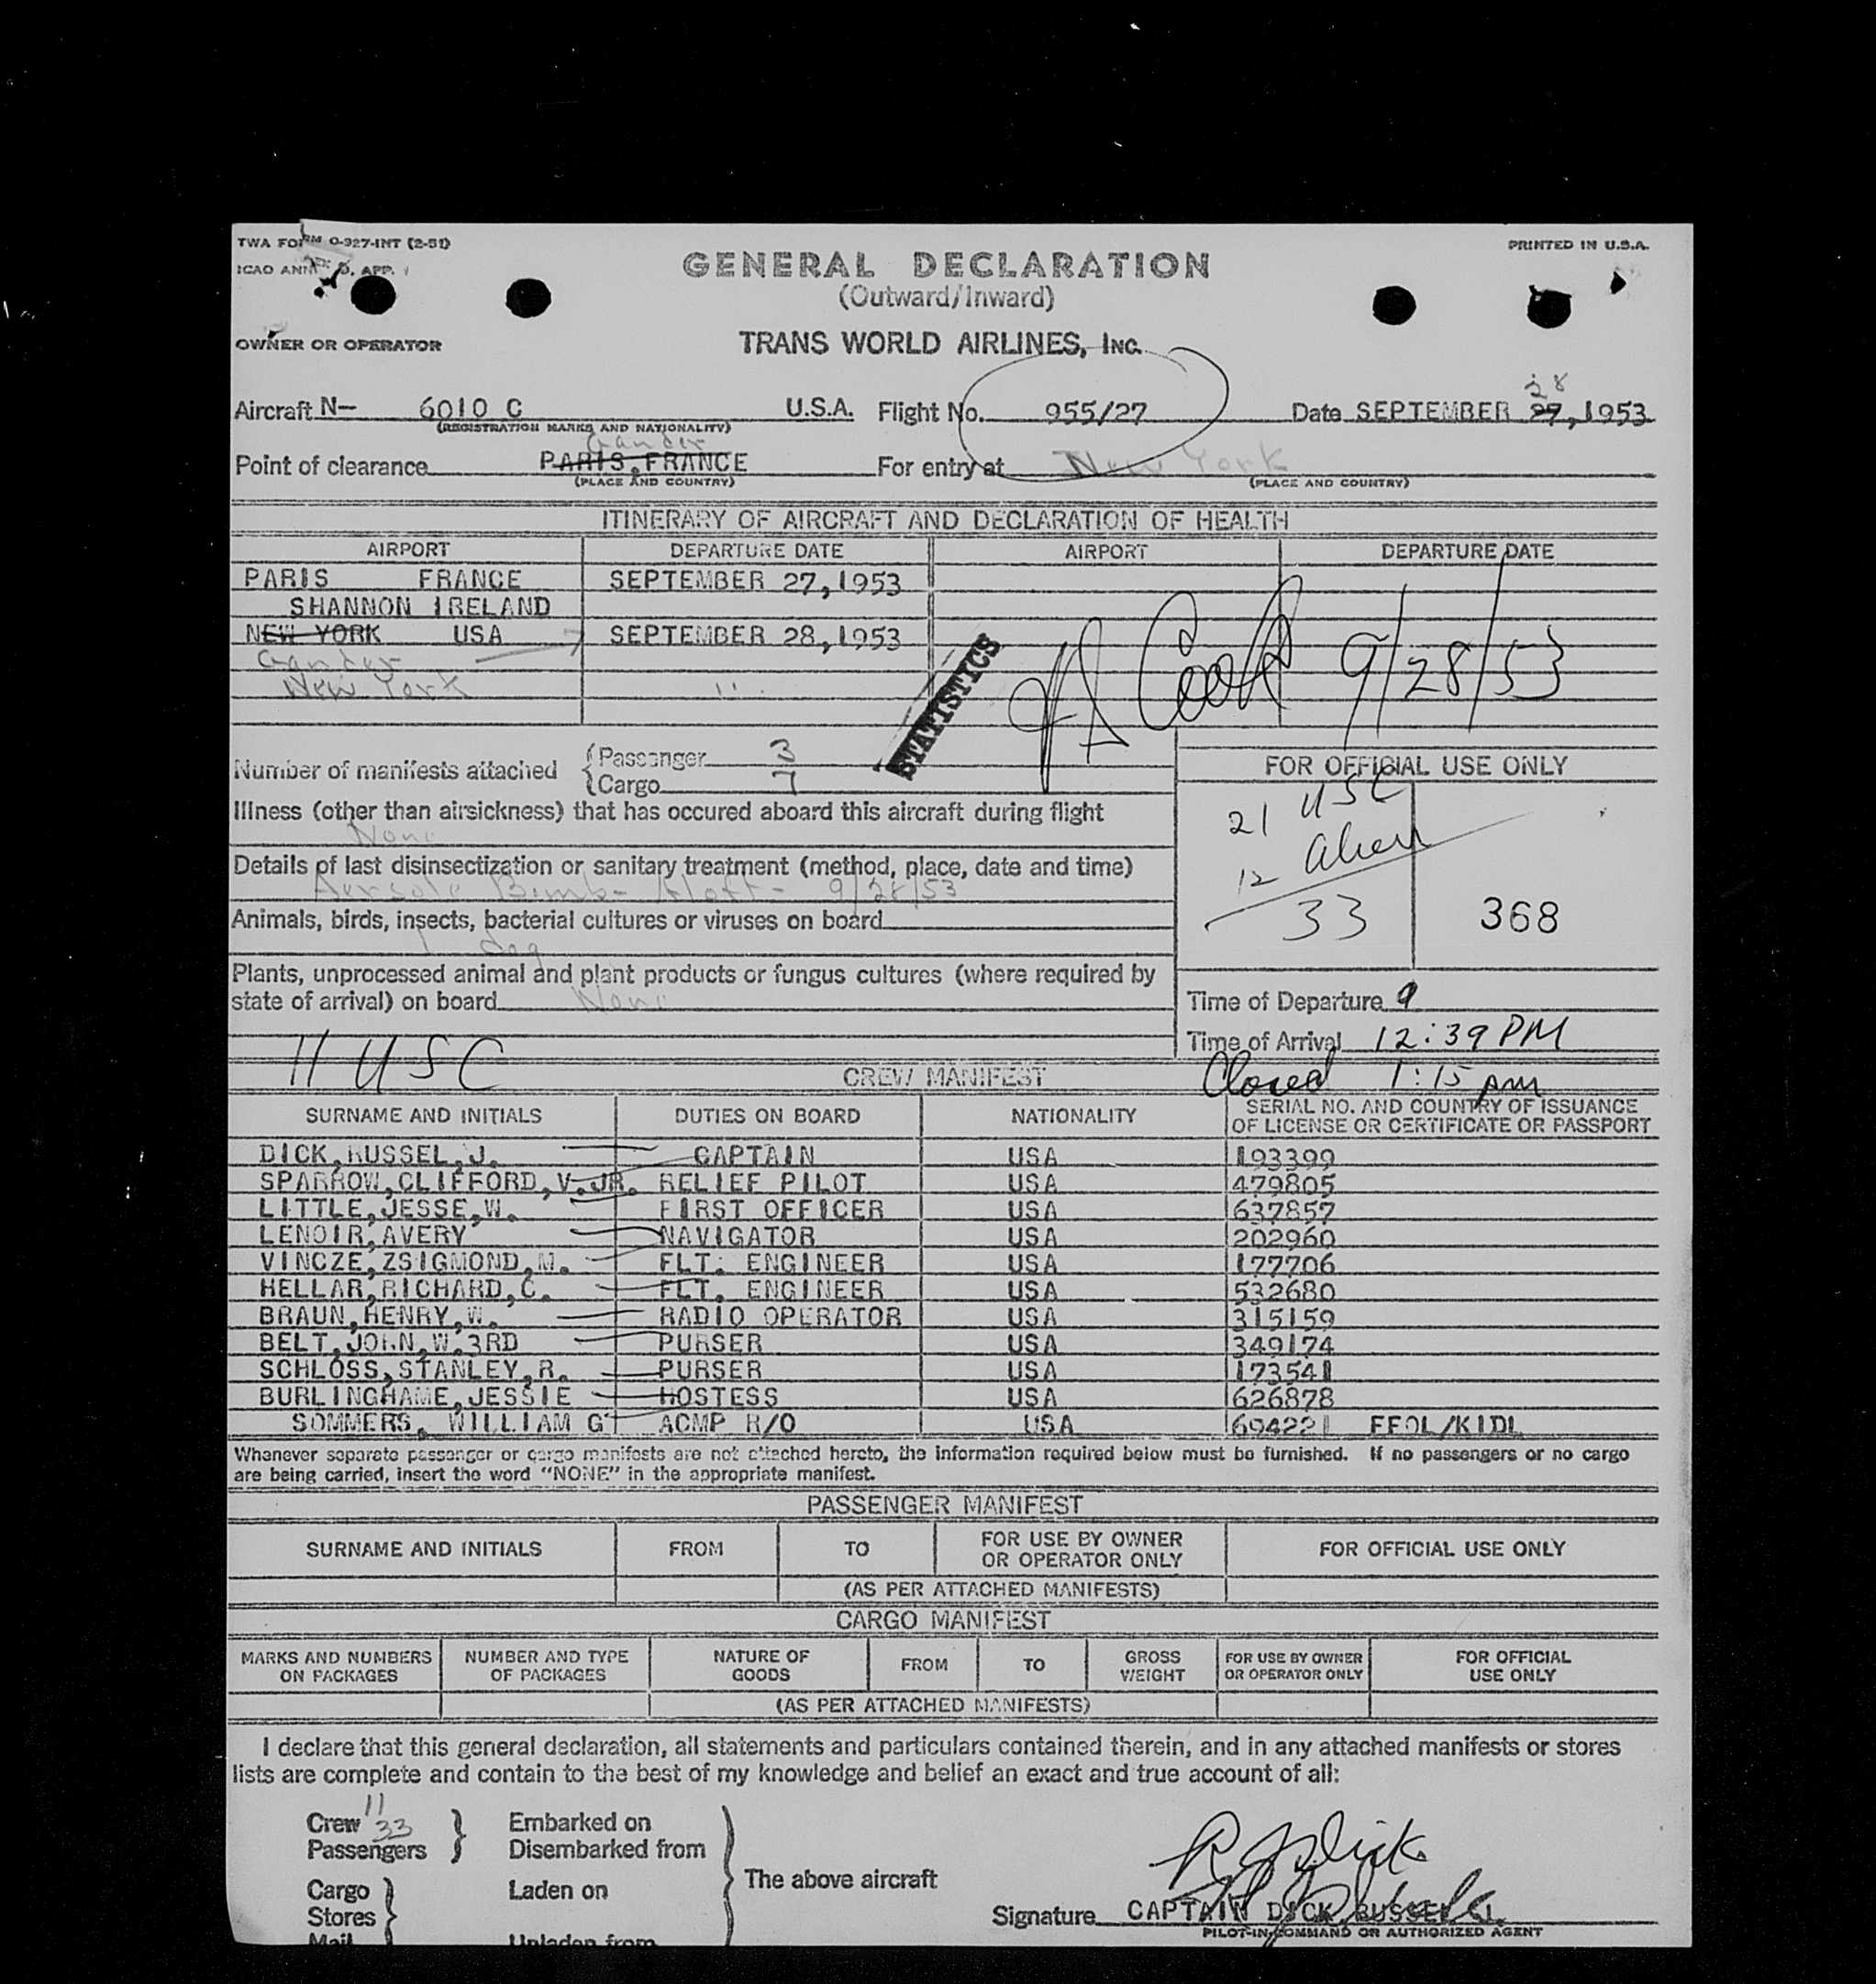 TWA FORM O-927-INT (2-51)
PRINTED IN U.S.A.
ICAO ANN 9, APP. 1
GENERAL DECLARATION
(Outward/Inward)
OWNER OR OPERATOR
TRANS WORLD AIRLINES, INC.
28
Aircraft N- 6010 C U.S.A. Flight No. 955/27 Date SEPTEMBER 27, 1953
(REGISTRATION MARKS AND NATIONALITY)
Gander
Point of clearance PARIS, FRANCE For entry at New York
(PLACE AND COUNTRY) (PLACE AND COUNTRY)
ITINERARY OF AIRCRAFT AND DECLARATION OF HEALTH
AIRPORT DEPARTURE DATE AIRPORT DEPARTURE DATE
PARIS FRANCE SEPTEMBER 27, 1953
SHANNON IRELAND
NEW YORK USA SEPTEMBER 28, 1953
Gander
New York "
Cook 9/28/53
STATISTICS
Number of manifests attached
Passenger 3
Cargo 7
FOR OFFICIAL USE ONLY
21 USC
12 alien
33
368
Illness (other than airsickness) that has occured aboard this aircraft during flight
None
Details of last disinsectization or sanitary treatment (method, place, date and time)
Aerosole Bomb - Aloft - 9/28/53
Animals, birds, insects, bacterial cultures or viruses on board
1 dog
Plants, unprocessed animal and plant products or fungus cultures (where required by
state of arrival) on board None
Time of Departure 9
Time of Arrival 12:39 PM
Closed 1:15 pm
11 USC
CREW MANIFEST
SURNAME AND INITIALS DUTIES ON BOARD NATIONALITY SERIAL NO. AND COUNTRY OF ISSUANCE
OF LICENSE OR CERTIFICATE OR PASSPORT
DICK, RUSSEL, J. CAPTAIN USA 193399
SPARROW, CLIFFORD, V. JR. RELIEF PILOT USA 479805
LITTLE, JESSE, W. FIRST OFFICER USA 637857
LENOIR, AVERY NAVIGATOR USA 202960
VINCZE, ZSIGMOND, M. FLT. ENGINEER USA 177706
HELLAR, RICHARD, C. FLT. ENGINEER USA 532680
BRAUN, HENRY, W. RADIO OPERATOR USA 315159
BELT, JOHN, W. 3RD PURSER USA 349174
SCHLOSS, STANLEY, R. PURSER USA 173541
BURLINGHAME, JESSIE HOSTESS USA 626878
SOMMERS, WILLIAM G ACMP R/O USA 694221 FFOL/KIDL
Whenever separate passenger or cargo manifests are not attached hereto, the information required below must be furnished. If no passengers or no cargo
are being carried, insert the word "NONE" in the appropriate manifest.
PASSENGER MANIFEST
SURNAME AND INITIALS FROM TO FOR USE BY OWNER OR OPERATOR ONLY FOR OFFICIAL USE ONLY
(AS PER ATTACHED MANIFESTS)
CARGO MANIFEST
MARKS AND NUMBERS ON PACKAGES NUMBER AND TYPE OF PACKAGES NATURE OF GOODS FROM TO GROSS WEIGHT FOR USE BY OWNER OR OPERATOR ONLY FOR OFFICIAL USE ONLY
(AS PER ATTACHED MANIFESTS)
I declare that this general declaration, all statements and particulars contained therein, and in any attached manifests or stores
lists are complete and contain to the best of my knowledge and belief an exact and true account of all:
Crew 11 Embarked on
Passengers 33 Disembarked from
The above aircraft
Cargo Laden on
Stores
Mail Unladen from
R J Dick
Signature CAPTAIN DICK, RUSSEL J.
PILOT-IN-COMMAND OR AUTHORIZED AGENT